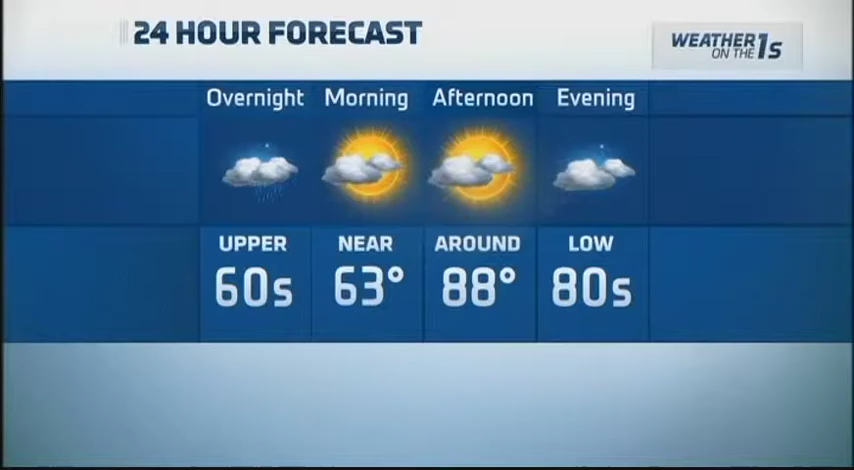 24 HOUR FORECAST
WEATHER 1s
ON THE
Overnight Morning Afternoon Evening
UPPER NEAR AROUND LOW
60s 63° 88° 80s